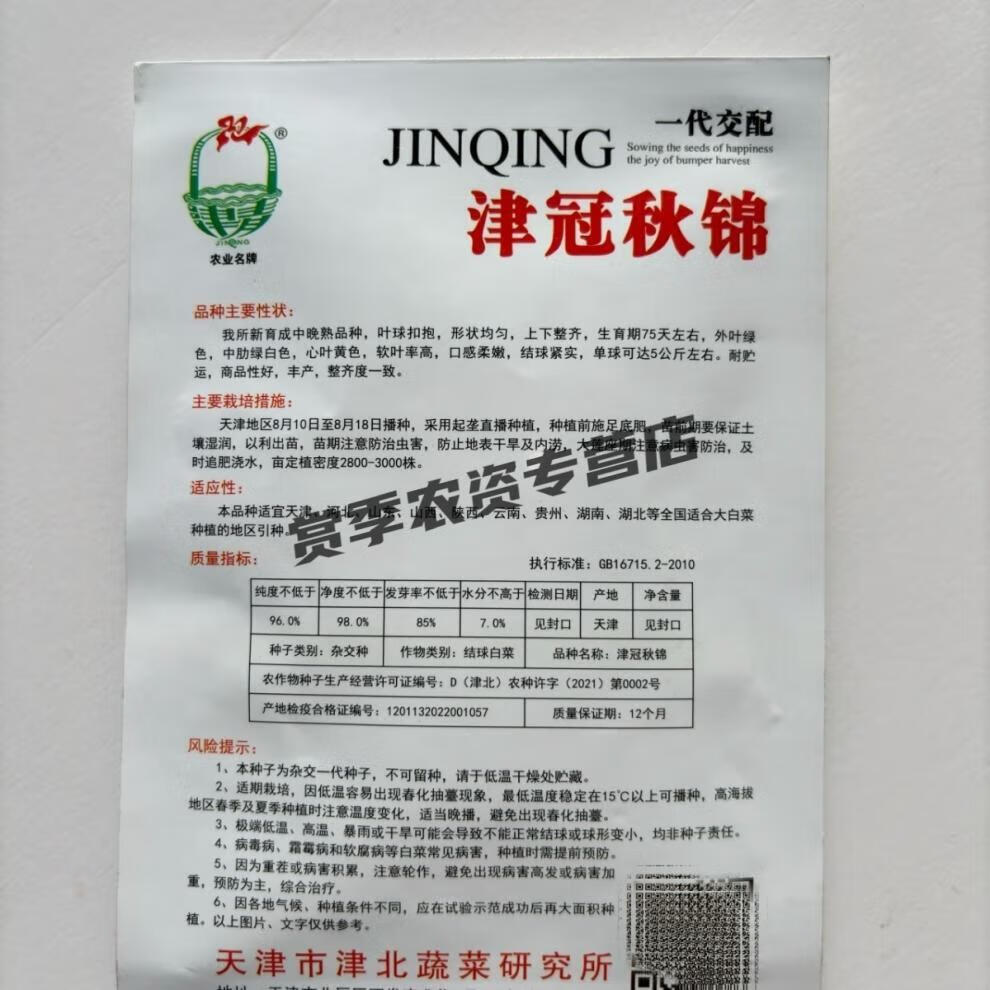 ®
JINQING
农业名牌
JINQING
一代交配
Sowing the seeds of happiness
the joy of bumper harvest
津冠秋锦
品种主要性状：
我所新育成中晚熟品种，叶球扣抱，形状均匀，上下整齐，生育期75天左右，外叶绿
色，中肋绿白色，心叶黄色，软叶率高，口感柔嫩，结球紧实，单球可达5公斤左右。耐贮
运，商品性好，丰产，整齐度一致。
主要栽培措施：
天津地区8月10日至8月18日播种，采用起垄直播种植，种植前施足底肥，苗前期要保证土
壤湿润，以利出苗，苗期注意防治虫害，防止地表干旱及内涝，大莲座期注意病虫害防治，及
时追肥浇水，亩定植密度2800-3000株。
适应性：
本品种适宜天津、河北、山东、山西、陕西、云南、贵州、湖南、湖北等全国适合大白菜
种植的地区引种。
赏季农资专营店
质量指标：
执行标准：GB16715.2-2010
纯度不低于 净度不低于 发芽率不低于 水分不高于 检测日期 产地 净含量
96.0% 98.0% 85% 7.0% 见封口 天津 见封口
种子类别：杂交种 作物类别：结球白菜 品种名称：津冠秋锦
农作物种子生产经营许可证编号：D（津北）农种许字（2021）第0002号
产地检疫合格证编号：1201132022001057 质量保证期：12个月
风险提示：
1、本种子为杂交一代种子，不可留种，请于低温干燥处贮藏。
2、适期栽培，因低温容易出现春化抽薹现象，最低温度稳定在15℃以上可播种，高海拔
地区春季及夏季种植时注意温度变化，适当晚播，避免出现春化抽薹。
3、极端低温、高温、暴雨或干旱可能会导致不能正常结球或球形变小，均非种子责任。
4、病毒病、霜霉病和软腐病等白菜常见病害，种植时需提前预防。
5、因为重茬或病害积累，注意轮作，避免出现病害高发或病害加
重，预防为主，综合治疗。
6、因各地气候、种植条件不同，应在试验示范成功后再大面积种
植。以上图片、文字仅供参考。
天津市津北蔬菜研究所